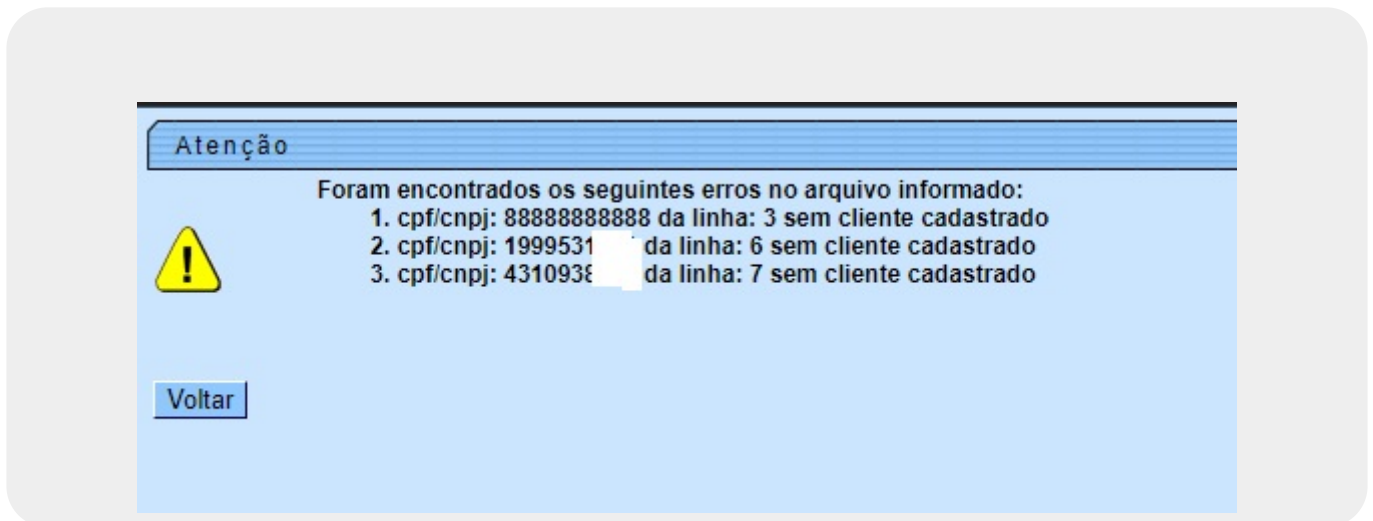 Atenção
Foram encontrados os seguintes erros no arquivo informado:
1. cpf/cnpj: 88888888888 da linha: 3 sem cliente cadastrado
2. cpf/cnpj: 199953 da linha: 6 sem cliente cadastrado
3. cpf/cnpj: 431093 da linha: 7 sem cliente cadastrado
Voltar